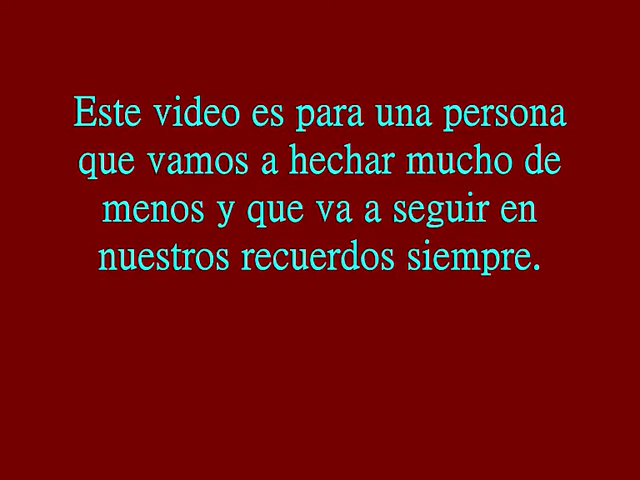 Este video es para una persona
que vamos a hechar mucho de
menos y que va a seguir en
nuestros recuerdos siempre.